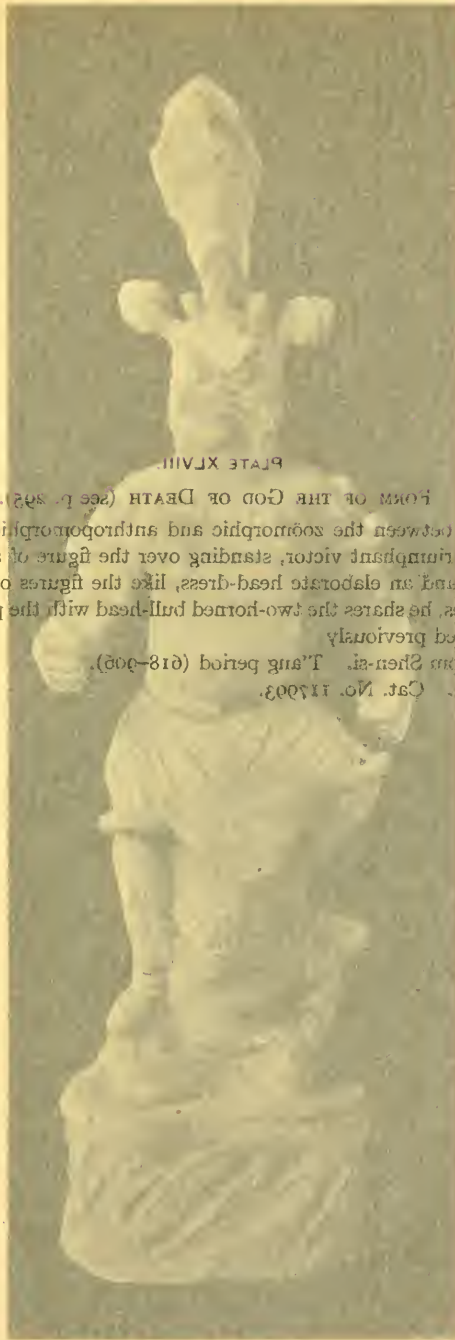 PLATE XLVIII.
FORM OF THE GOD OF DEATH (see p. 295).
between the zoömorphic and anthropomorphi
riumphant victor, standing over the figure of a
and an elaborate head-dress, like the figures o
s, he shares the two-horned bull-head with the p
ed previously
om Shen-si. T'ang period (618–906).
. Cat. No. 117993.